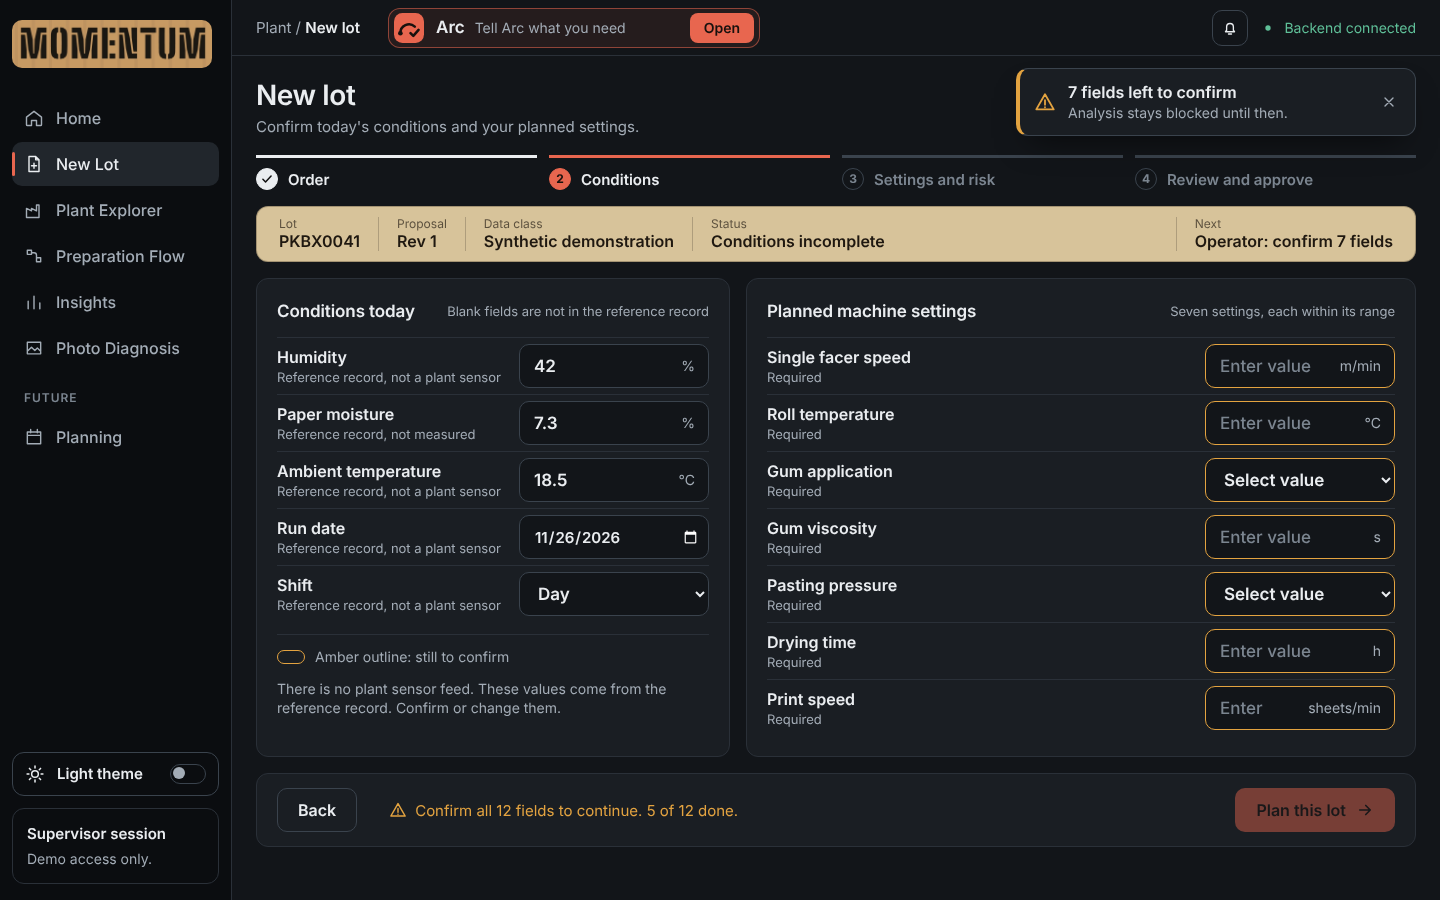 MOMENTUM
Home
New Lot
Plant Explorer
Preparation Flow
Insights
Photo Diagnosis
FUTURE
Planning
Light theme
Supervisor session
Demo access only.
Plant / New lot
Arc Tell Arc what you need Open
Backend connected
New lot
Confirm today's conditions and your planned settings.
7 fields left to confirm
Analysis stays blocked until then.
Order
2 Conditions
3 Settings and risk
4 Review and approve
Lot
PKBX0041
Proposal
Rev 1
Data class
Synthetic demonstration
Status
Conditions incomplete
Next
Operator: confirm 7 fields
Conditions today
Blank fields are not in the reference record
Humidity
Reference record, not a plant sensor
42 %
Paper moisture
Reference record, not measured
7.3 %
Ambient temperature
Reference record, not a plant sensor
18.5 °C
Run date
Reference record, not a plant sensor
11/26/2026
Shift
Reference record, not a plant sensor
Day
Amber outline: still to confirm
There is no plant sensor feed. These values come from the
reference record. Confirm or change them.
Planned machine settings
Seven settings, each within its range
Single facer speed
Required
Enter value m/min
Roll temperature
Required
Enter value °C
Gum application
Required
Select value
Gum viscosity
Required
Enter value s
Pasting pressure
Required
Select value
Drying time
Required
Enter value h
Print speed
Required
Enter sheets/min
Back
Confirm all 12 fields to continue. 5 of 12 done.
Plan this lot